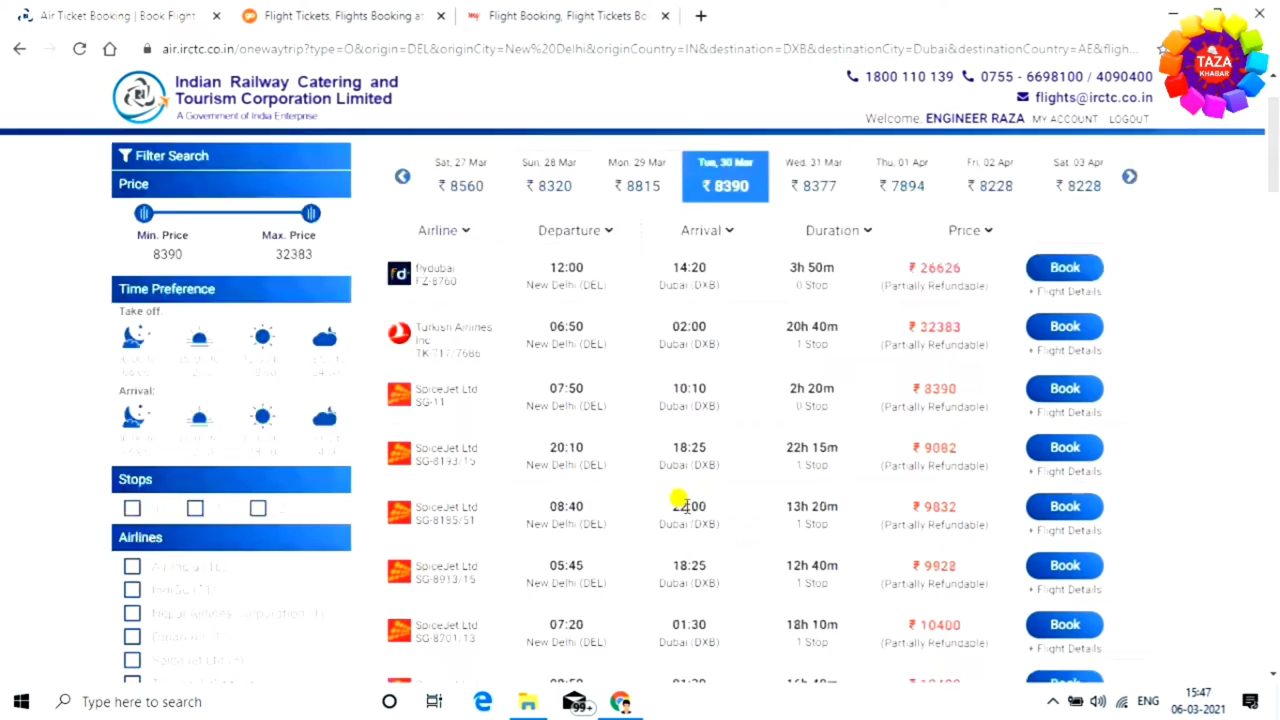 Air Ticket Booking | Book Flight
Flight Tickets, Flights Booking at
Flight Booking, Flight Tickets Bo
air.irctc.co.in/onewaytrip?type=O&origin=DEL&originCity=New%20Delhi&originCountry=IN&destination=DXB&destinationCity=Dubai&destinationCountry=AE&fligh...
TAZA
KHABAR
Indian Railway Catering and
Tourism Corporation Limited
A Government of India Enterprise
1800 110 139 0755 - 6698100 / 4090400
flights@irctc.co.in
Welcome: ENGINEER RAZA MY ACCOUNT LOGOUT
Filter Search
Price
Min. Price Max. Price
8390 32383
Time Preference
Take off:
Arrival:
Stops
Airlines
Sat, 27 Mar Sun, 28 Mar Mon, 29 Mar Tue, 30 Mar Wed, 31 Mar Thu, 01 Apr Fri, 02 Apr Sat, 03 Apr
₹ 8560 ₹ 8320 ₹ 8815 ₹ 8390 ₹ 8377 ₹ 7894 ₹ 8228 ₹ 8228
Airline Departure Arrival Duration Price
flydubai 12:00 14:20 3h 50m ₹ 26626 Book
FZ-8760 New Delhi (DEL) Dubai (DXB) 0 Stop (Partially Refundable) + Flight Details
Turkish Airlines 06:50 02:00 20h 40m ₹ 32383 Book
Inc New Delhi (DEL) Dubai (DXB) 1 Stop (Partially Refundable) + Flight Details
TK-717/7686
SpiceJet Ltd 07:50 10:10 2h 20m ₹ 8390 Book
SG-11 New Delhi (DEL) Dubai (DXB) 0 Stop (Partially Refundable) + Flight Details
SpiceJet Ltd 20:10 18:25 22h 15m ₹ 9082 Book
SG-8193/15 New Delhi (DEL) Dubai (DXB) 1 Stop (Partially Refundable) + Flight Details
SpiceJet Ltd 08:40 22:00 13h 20m ₹ 9832 Book
SG-8185/51 New Delhi (DEL) Dubai (DXB) 1 Stop (Partially Refundable) + Flight Details
SpiceJet Ltd 05:45 18:25 12h 40m ₹ 9928 Book
SG-8913/15 New Delhi (DEL) Dubai (DXB) 1 Stop (Partially Refundable) + Flight Details
SpiceJet Ltd 07:20 01:30 18h 10m ₹ 10400 Book
SG-8701/13 New Delhi (DEL) Dubai (DXB) 1 Stop (Partially Refundable) + Flight Details
Type here to search
99+
ENG
15:47
06-03-2021